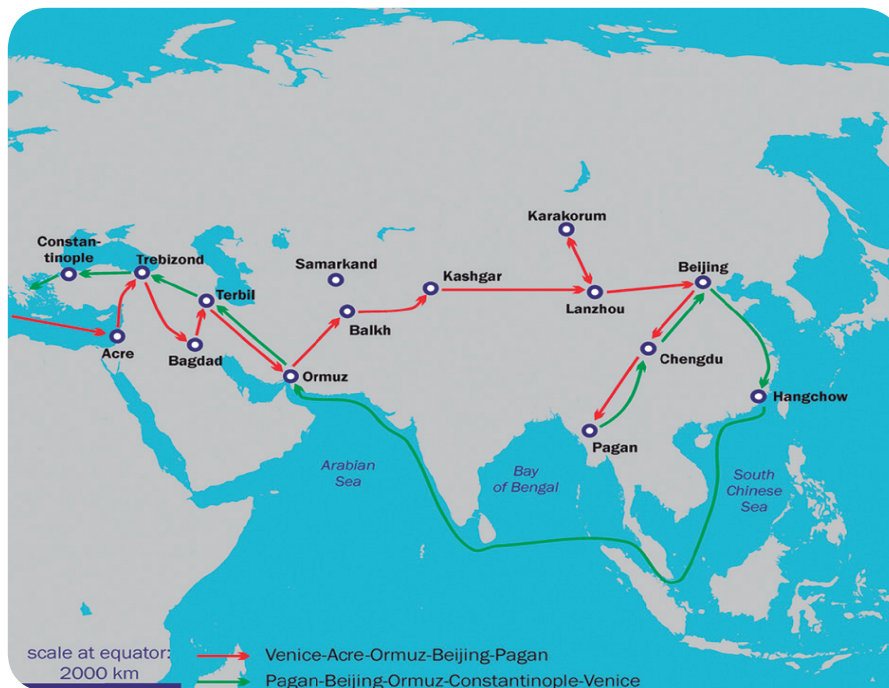 Karakorum
Constan-
tinople
Trebizond
Samarkand
Kashgar
Beijing
Terbil
Balkh
Lanzhou
Acre
Bagdad
Ormuz
Chengdu
Hangchow
Pagan
Arabian
Sea
Bay
of Bengal
South
Chinese
Sea
scale at equator:
2000 km
Venice-Acre-Ormuz-Beijing-Pagan
Pagan-Beijing-Ormuz-Constantinople-Venice